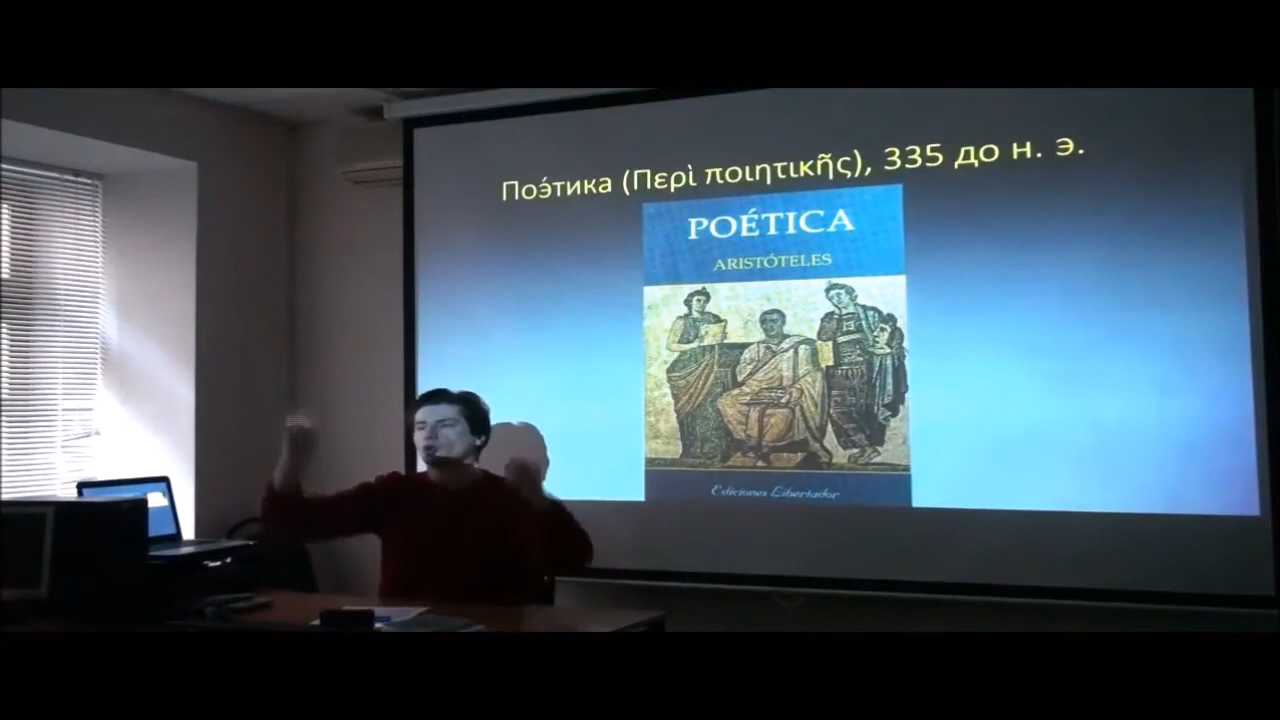 Поэ́тика (Περὶ ποιητικῆς), 335 до н. э.
POÉTICA
ARISTÓTELES
Ediciones Libertador